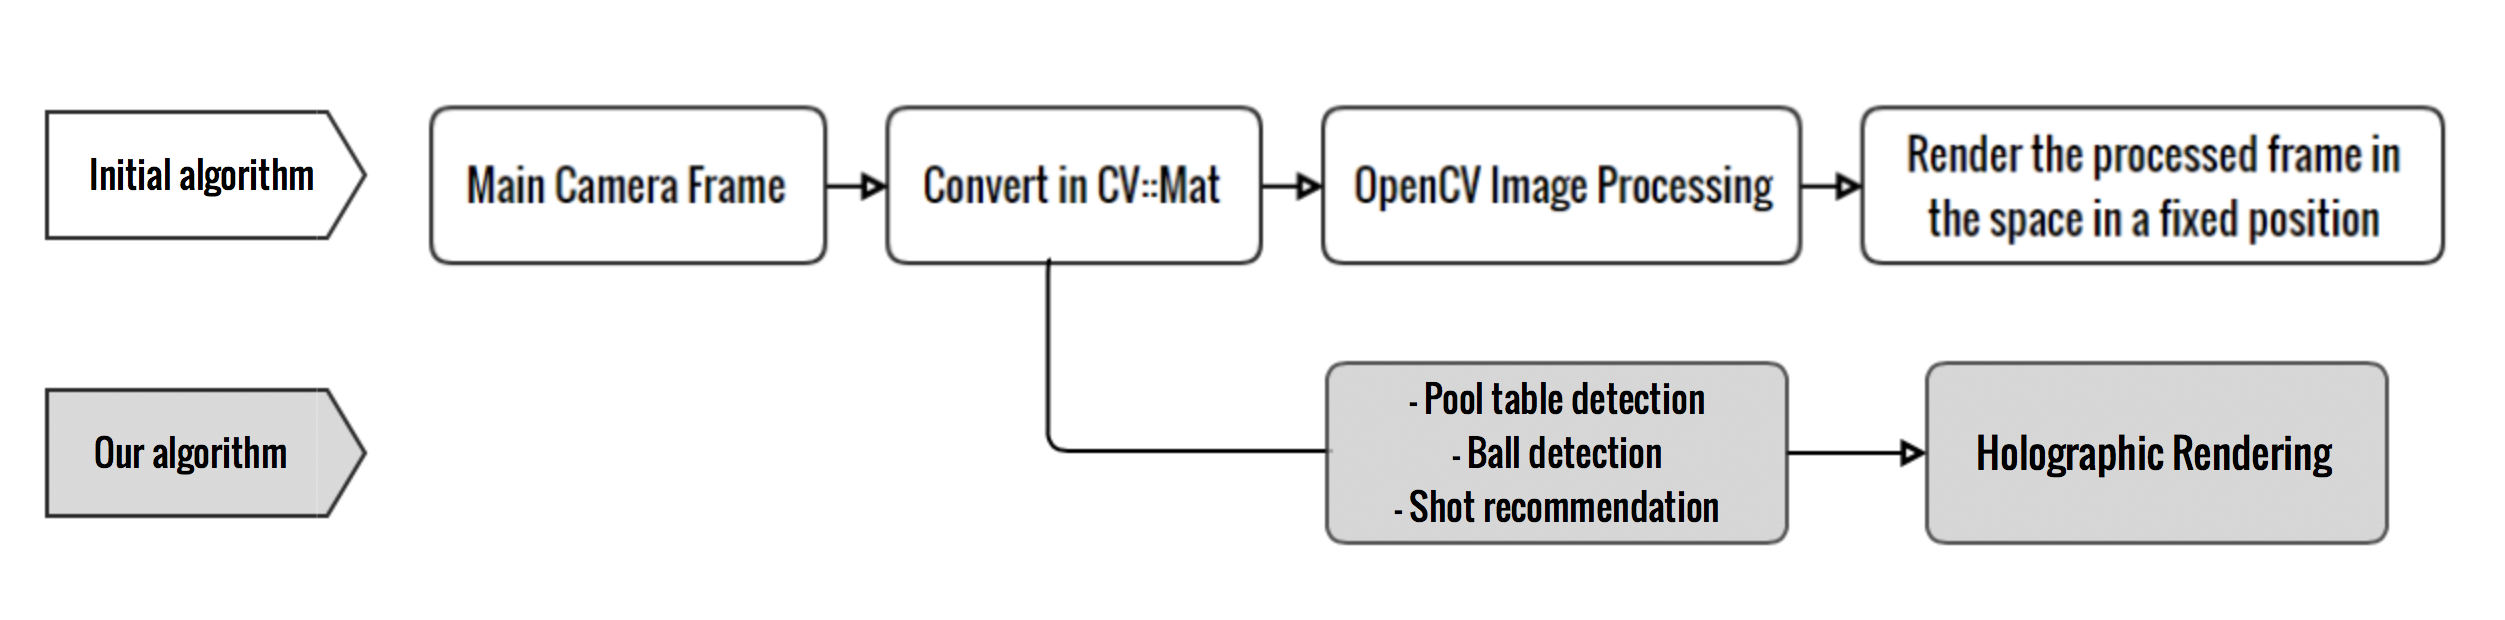 Initial algorithm
Main Camera Frame
Convert in CV::Mat
OpenCV Image Processing
Render the processed frame in
the space in a fixed position
Our algorithm
- Pool table detection
- Ball detection
- Shot recommendation
Holographic Rendering